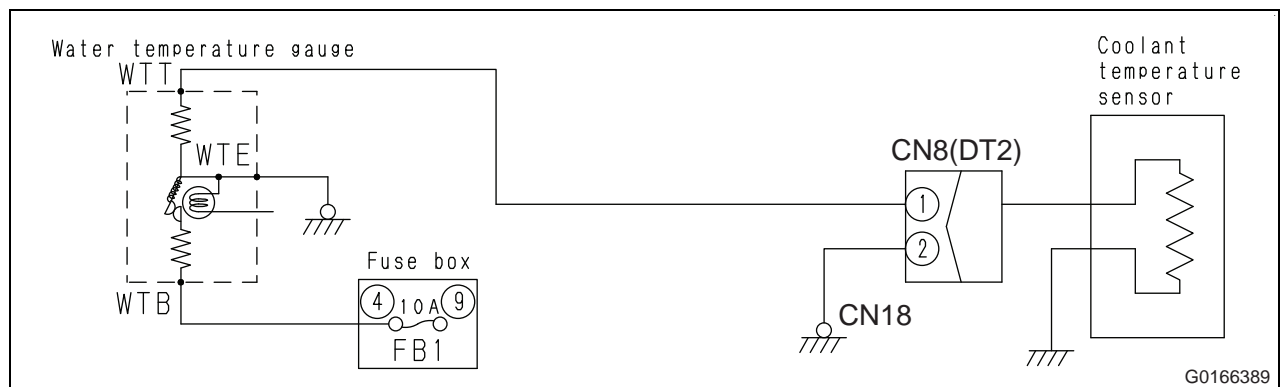 Water temperature gauge
WTT
WTE
WTB
Fuse box
4 10A 9
FB1
CN8(DT2)
1
2
CN18
Coolant
temperature
sensor
G0166389